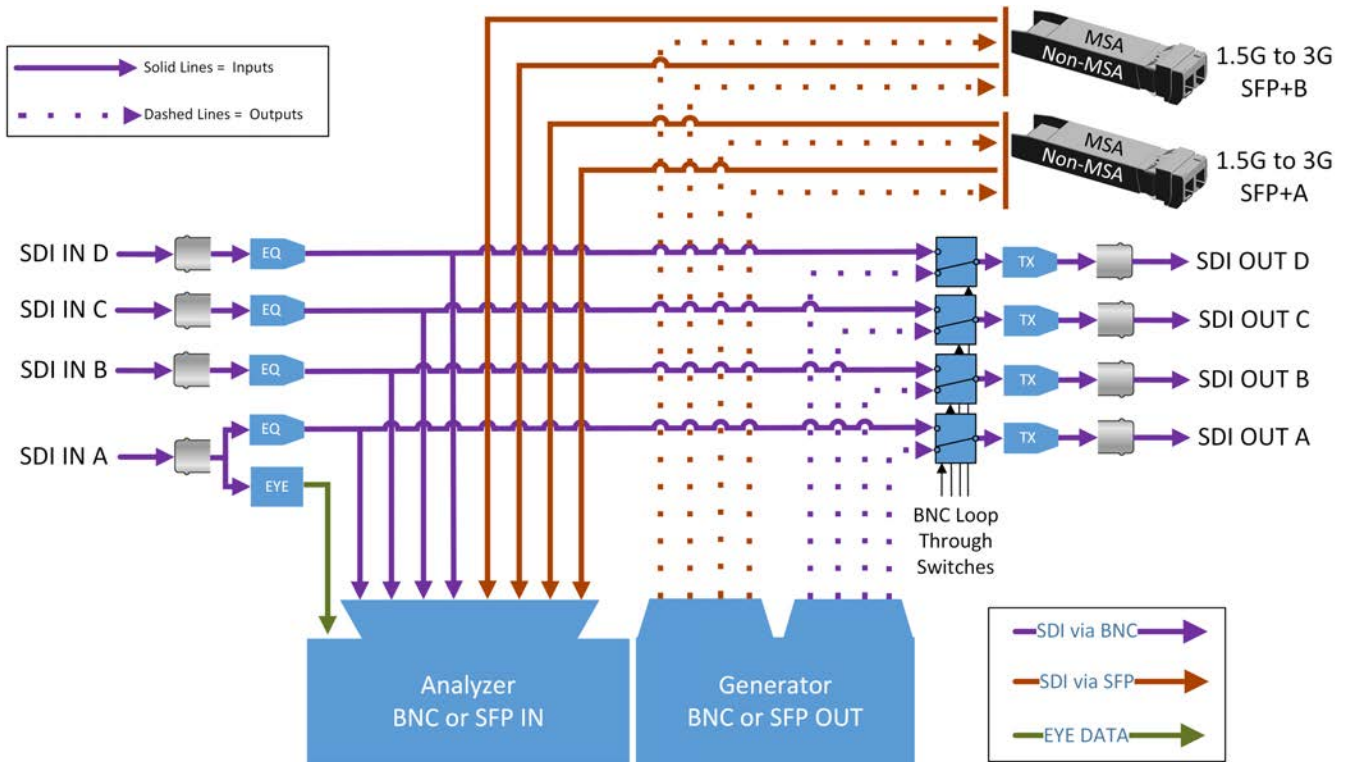 Solid Lines = Inputs
Dashed Lines = Outputs
MSA
Non-MSA
1.5G to 3G
SFP+B
MSA
Non-MSA
1.5G to 3G
SFP+A
SDI IN D
EQ
TX
SDI OUT D
SDI IN C
EQ
TX
SDI OUT C
SDI IN B
EQ
TX
SDI OUT B
SDI IN A
EQ
EYE
TX
SDI OUT A
BNC Loop
Through
Switches
Analyzer
BNC or SFP IN
Generator
BNC or SFP OUT
SDI via BNC
SDI via SFP
EYE DATA